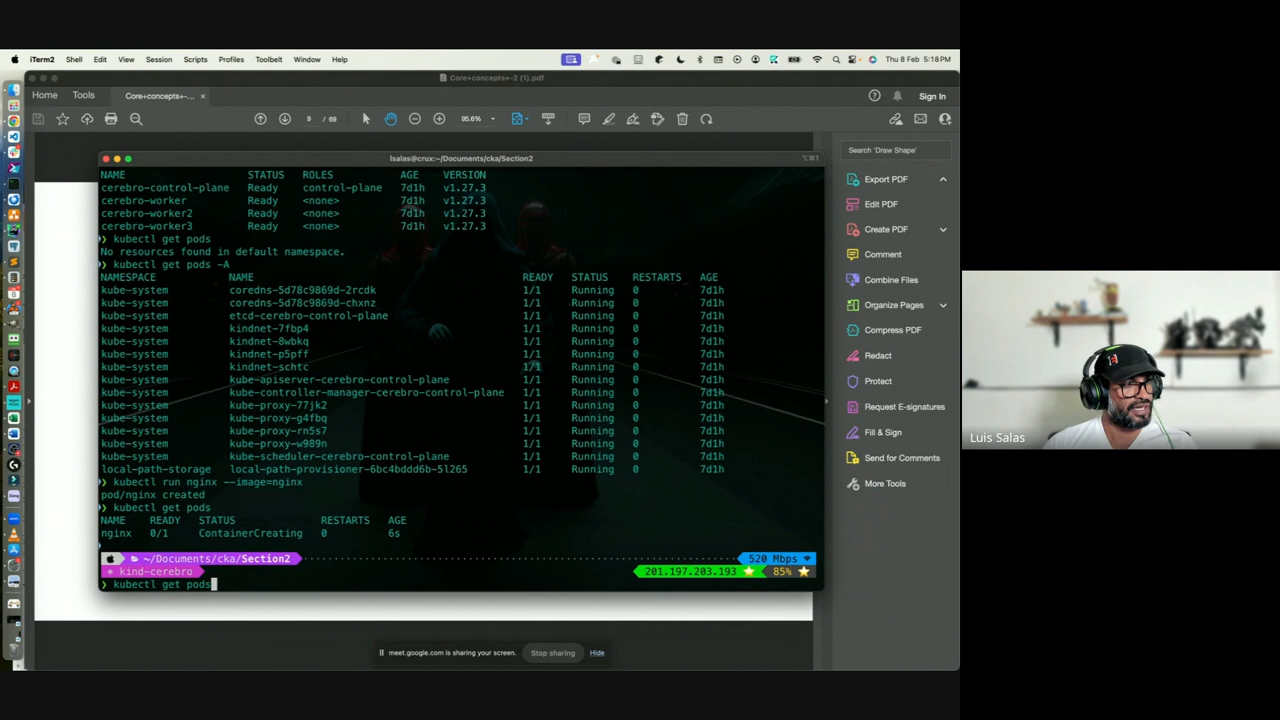 iTerm2 Shell Edit View Session Scripts Profiles Toolbelt Window Help Thu 8 Feb 5:18 PM
Core+concepts+-2 (1).pdf
Home Tools Core+concepts+-... × Sign In
9 / 69 95.6%
Search 'Draw Shape'
Export PDF
Edit PDF
Create PDF
Comment
Combine Files
Organize Pages
Compress PDF
Redact
Protect
Request E-signatures
Fill & Sign
Send for Comments
More Tools
lsalas@crux:~/Documents/cka/Section2
NAME STATUS ROLES AGE VERSION
cerebro-control-plane Ready control-plane 7d1h v1.27.3
cerebro-worker Ready <none> 7d1h v1.27.3
cerebro-worker2 Ready <none> 7d1h v1.27.3
cerebro-worker3 Ready <none> 7d1h v1.27.3
❯ kubectl get pods
No resources found in default namespace.
❯ kubectl get pods -A
NAMESPACE NAME READY STATUS RESTARTS AGE
kube-system coredns-5d78c9869d-2rcdk 1/1 Running 0 7d1h
kube-system coredns-5d78c9869d-chxnz 1/1 Running 0 7d1h
kube-system etcd-cerebro-control-plane 1/1 Running 0 7d1h
kube-system kindnet-7fbp4 1/1 Running 0 7d1h
kube-system kindnet-8wbkq 1/1 Running 0 7d1h
kube-system kindnet-p5pff 1/1 Running 0 7d1h
kube-system kindnet-schtc 1/1 Running 0 7d1h
kube-system kube-apiserver-cerebro-control-plane 1/1 Running 0 7d1h
kube-system kube-controller-manager-cerebro-control-plane 1/1 Running 0 7d1h
kube-system kube-proxy-77jk2 1/1 Running 0 7d1h
kube-system kube-proxy-g4fbq 1/1 Running 0 7d1h
kube-system kube-proxy-rn5s7 1/1 Running 0 7d1h
kube-system kube-proxy-w989n 1/1 Running 0 7d1h
kube-system kube-scheduler-cerebro-control-plane 1/1 Running 0 7d1h
local-path-storage local-path-provisioner-6bc4bddd6b-5l265 1/1 Running 0 7d1h
❯ kubectl run nginx --image=nginx
pod/nginx created
❯ kubectl get pods
NAME READY STATUS RESTARTS AGE
nginx 0/1 ContainerCreating 0 6s
~/Documents/cka/Section2 520 Mbps
kind-cerebro 201.197.203.193 85%
❯ kubectl get pods
meet.google.com is sharing your screen. Stop sharing Hide
Luis Salas